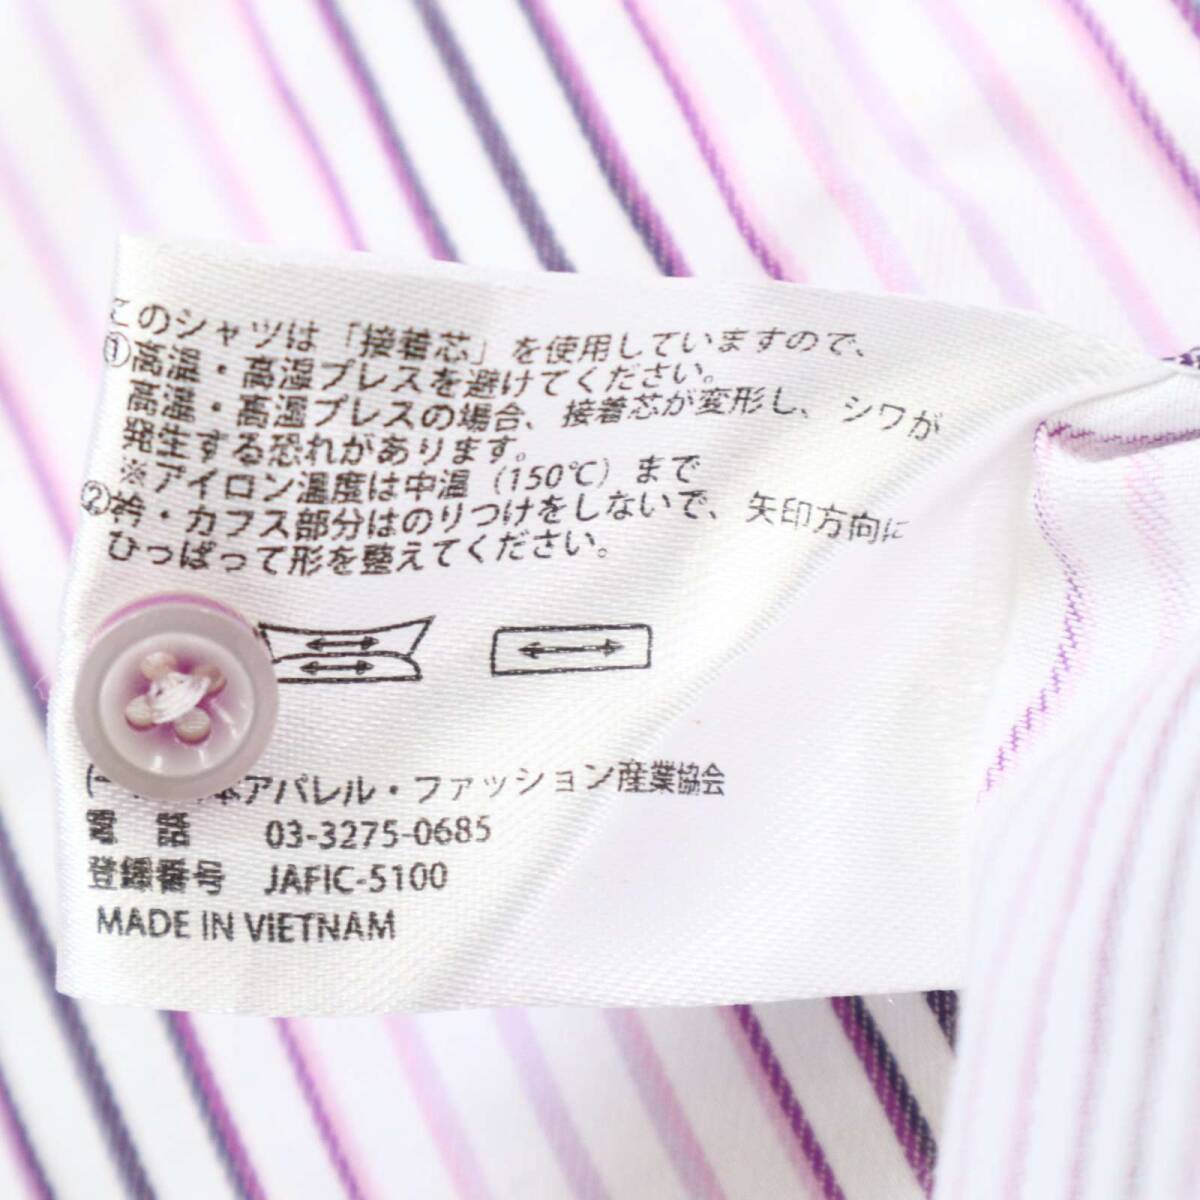 このシャツは「接着芯」を使用していますので、
①高温・高湿プレスを避けてください。
高温・高湿プレスの場合、接着芯が変形し、シワが
発生する恐れがあります。
※アイロン温度は中温（150℃）まで
②衿・カフス部分はのりつけをしないで、矢印方向に
ひっぱって形を整えてください。
本アパレル・ファッション産業協会
電 話 03-3275-0685
登録番号 JAFIC-5100
MADE IN VIETNAM